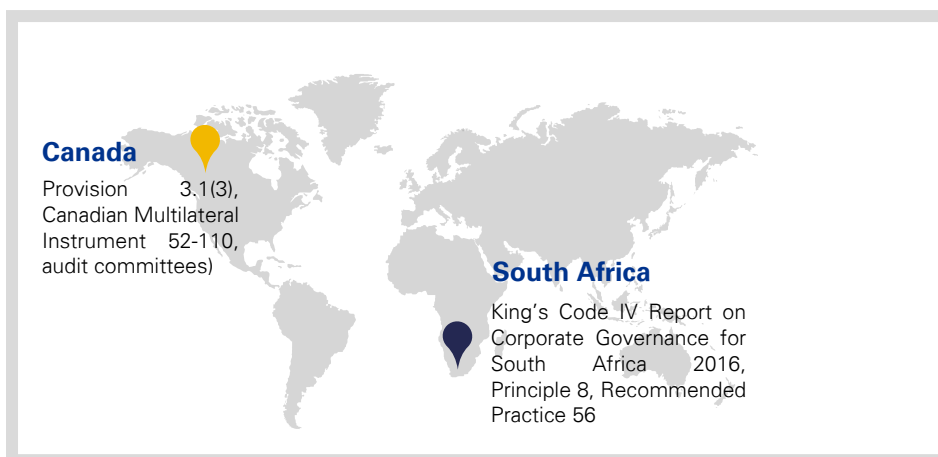 Canada
Provision 3.1(3),
Canadian Multilateral
Instrument 52-110,
audit committees)
South Africa
King's Code IV Report on
Corporate Governance for
South Africa 2016,
Principle 8, Recommended
Practice 56